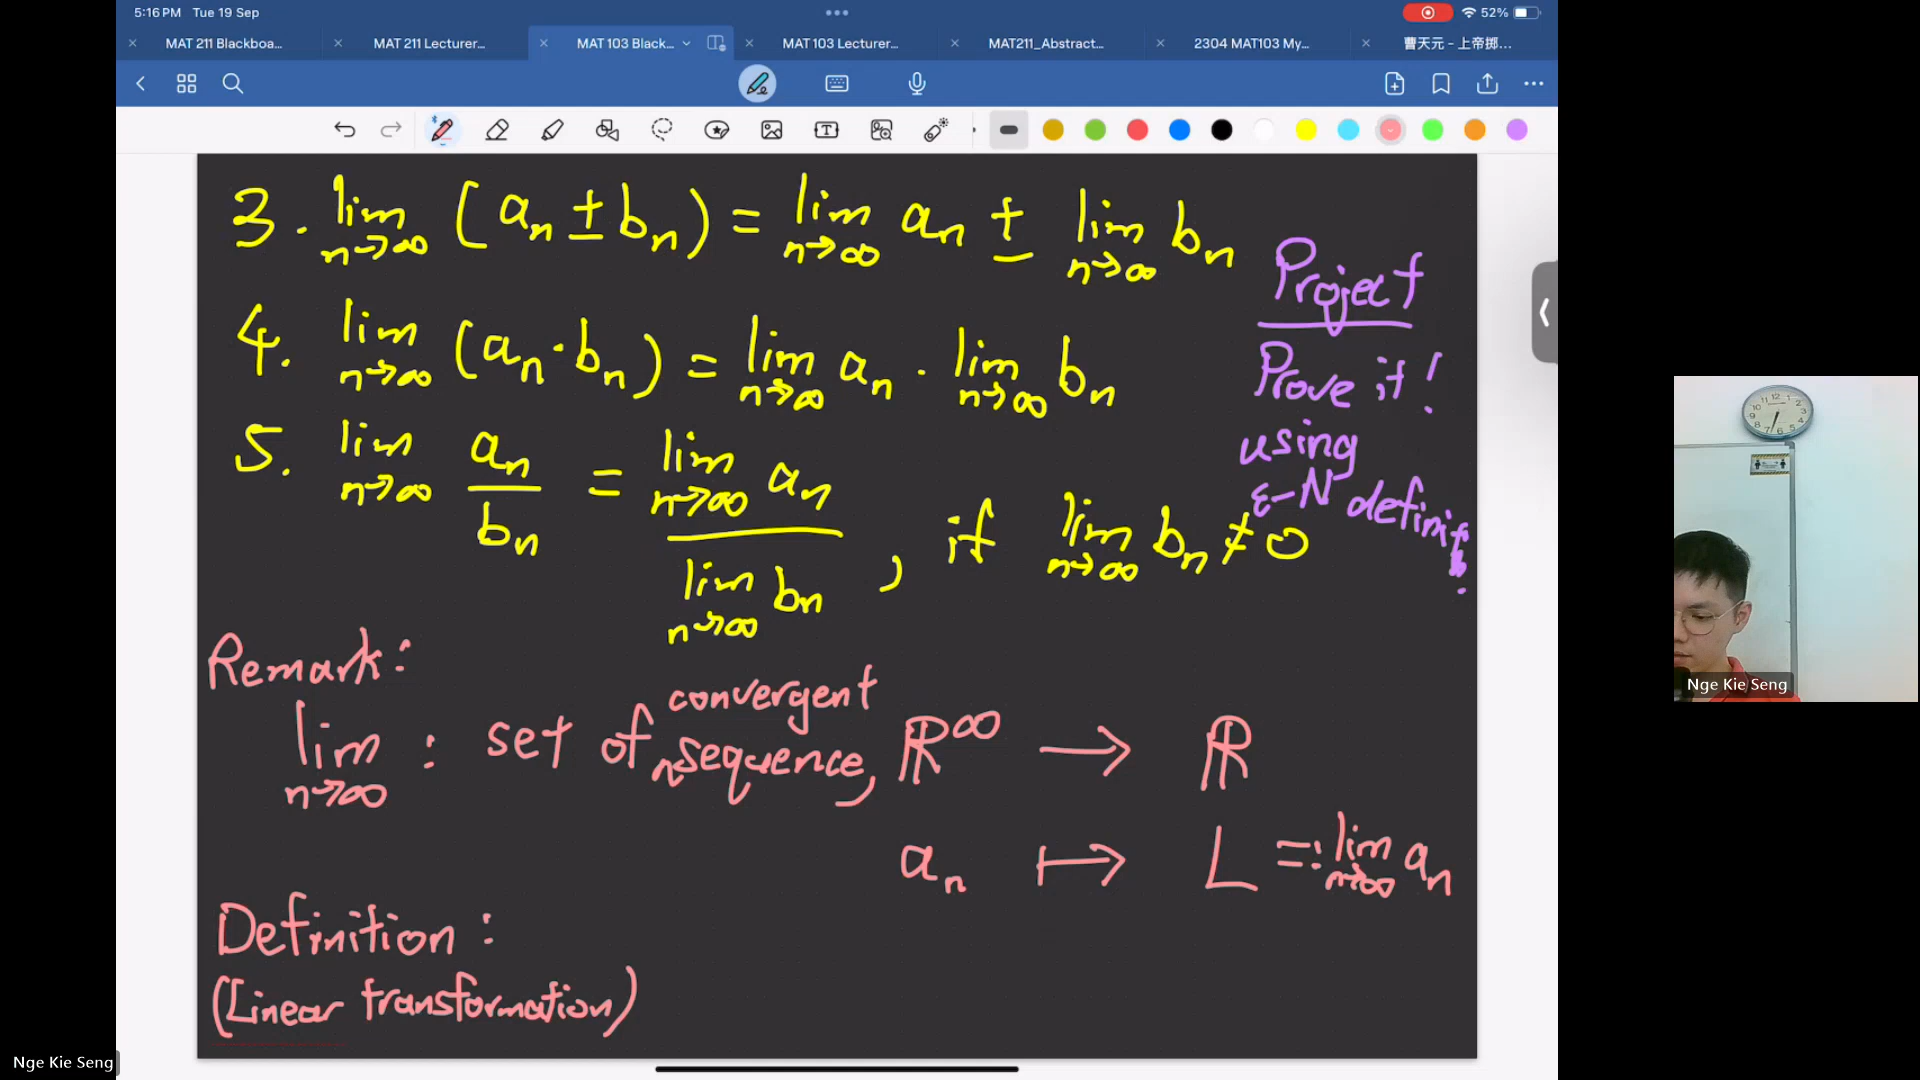 5:16 PM Tue 19 Sep
52%
MAT 211 Blackboa...
MAT 211 Lecturer...
MAT 103 Black...
MAT 103 Lecturer...
MAT211_Abstract...
2304 MAT103 My...
曹天元 - 上帝掷...
3. lim n→∞ (aₙ ± bₙ) = lim n→∞ aₙ ± lim n→∞ bₙ
4. lim n→∞ (aₙ · bₙ) = lim n→∞ aₙ · lim n→∞ bₙ
5. lim n→∞ aₙ / bₙ = lim n→∞ aₙ / lim n→∞ bₙ , if lim n→∞ bₙ ≠ 0
Project
Prove it!
using
ε-N definitn.
Remark:
lim n→∞ : set of convergent sequence, ℝ^∞ → ℝ
aₙ ↦ L =: lim n→∞ aₙ
Definition:
(Linear transformation)
Nge Kie Seng
Nge Kie Seng